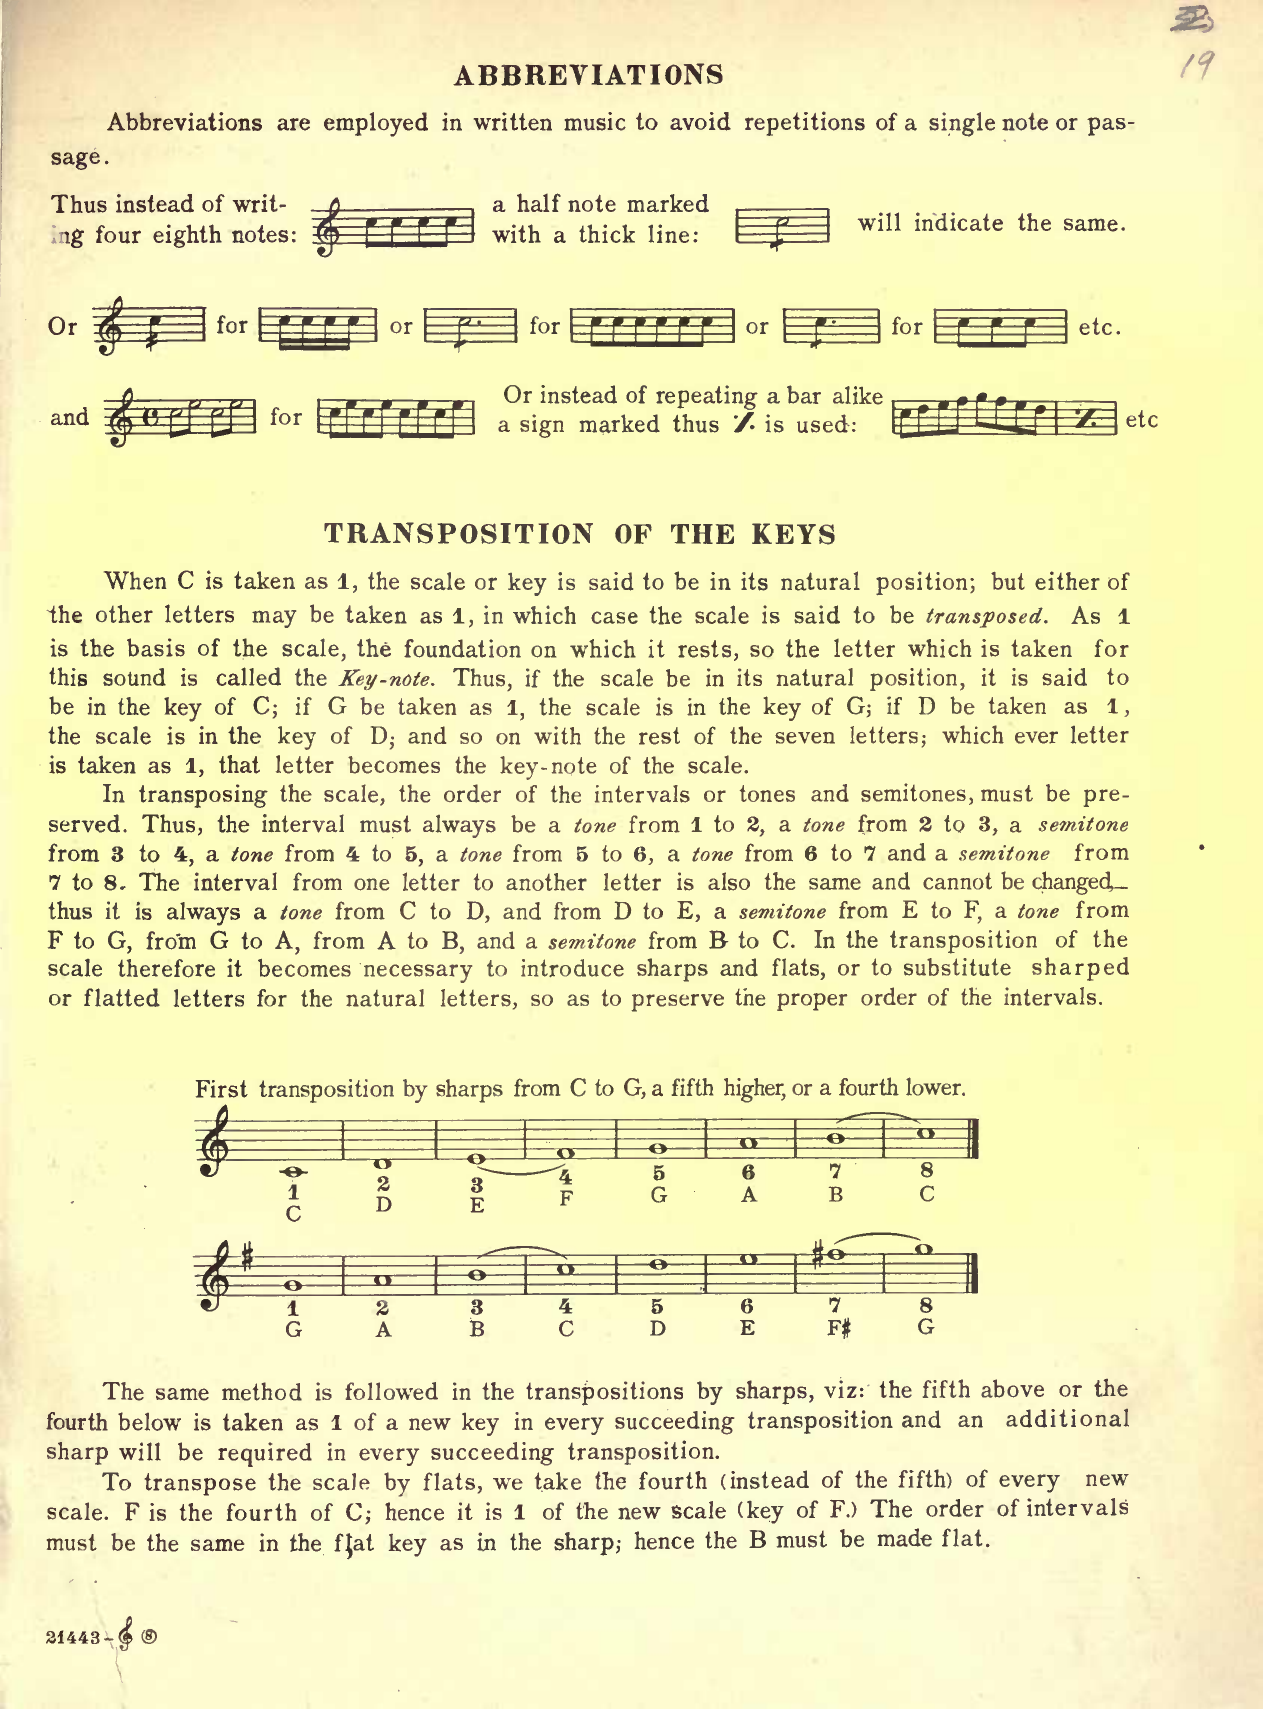 19
ABBREVIATIONS
Abbreviations are employed in written music to avoid repetitions of a single note or pas-
sage.
Thus instead of writ- a half note marked
ing four eighth notes: with a thick line: will indicate the same.
Or for or for or for etc.
and for Or instead of repeating a bar alike
a sign marked thus 𝄎 is used: etc
TRANSPOSITION OF THE KEYS
When C is taken as 1, the scale or key is said to be in its natural position; but either of
the other letters may be taken as 1, in which case the scale is said to be transposed. As 1
is the basis of the scale, the foundation on which it rests, so the letter which is taken for
this sound is called the Key-note. Thus, if the scale be in its natural position, it is said to
be in the key of C; if G be taken as 1, the scale is in the key of G; if D be taken as 1,
the scale is in the key of D; and so on with the rest of the seven letters; which ever letter
is taken as 1, that letter becomes the key-note of the scale.
In transposing the scale, the order of the intervals or tones and semitones, must be pre-
served. Thus, the interval must always be a tone from 1 to 2, a tone from 2 to 3, a semitone
from 3 to 4, a tone from 4 to 5, a tone from 5 to 6, a tone from 6 to 7 and a semitone from
7 to 8. The interval from one letter to another letter is also the same and cannot be changed,—
thus it is always a tone from C to D, and from D to E, a semitone from E to F, a tone from
F to G, from G to A, from A to B, and a semitone from B to C. In the transposition of the
scale therefore it becomes necessary to introduce sharps and flats, or to substitute sharped
or flatted letters for the natural letters, so as to preserve the proper order of the intervals.
First transposition by sharps from C to G, a fifth higher, or a fourth lower.
1 2 3 4 5 6 7 8
C D E F G A B C
1 2 3 4 5 6 7 8
G A B C D E F♯ G
The same method is followed in the transpositions by sharps, viz: the fifth above or the
fourth below is taken as 1 of a new key in every succeeding transposition and an additional
sharp will be required in every succeeding transposition.
To transpose the scale by flats, we take the fourth (instead of the fifth) of every new
scale. F is the fourth of C; hence it is 1 of the new scale (key of F.) The order of intervals
must be the same in the flat key as in the sharp; hence the B must be made flat.
21443-𝄞 ⑧